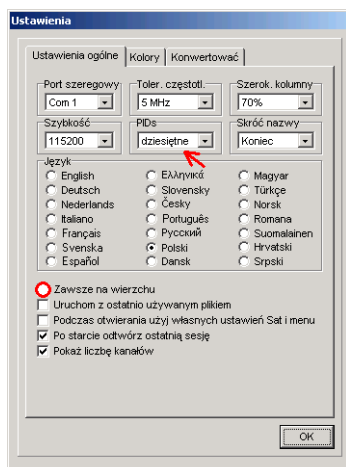 Ustawienia
Ustawienia ogólne Kolory Konwertować
Port szeregowy Toler. częstotl. Szerok. kolumny
Com 1 5 MHz 70%
Szybkość PIDs Skróć nazwy
115200 dziesiętne Koniec
Język
English Ελληνικά Magyar
Deutsch Slovensky Türkçe
Nederlands Česky Norsk
Italiano Português Romana
Français Русский Suomalainen
Svenska Polski Hrvatski
Español Dansk Srpski
Zawsze na wierzchu
Uruchom z ostatnio używanym plikiem
Podczas otwierania użyj własnych ustawień Sat i menu
Po starcie odtwórz ostatnią sesję
Pokaż liczbę kanałów
OK